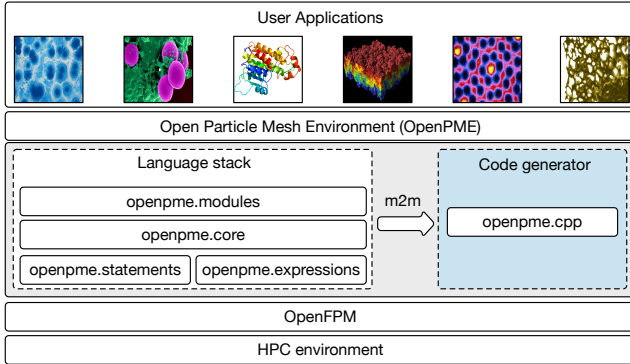 User Applications
Open Particle Mesh Environment (OpenPME)
Language stack
openpme.modules
openpme.core
openpme.statements
openpme.expressions
m2m
Code generator
openpme.cpp
OpenFPM
HPC environment